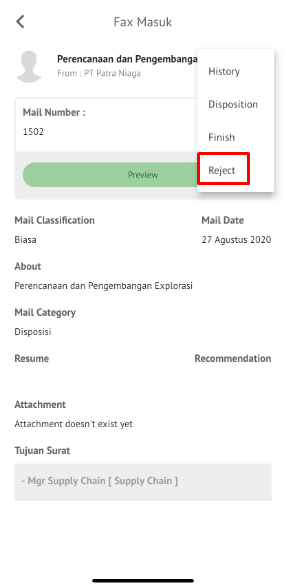 Fax Masuk
Perencanaan dan Pengembanga
From : PT Patra Niaga
History
Disposition
Finish
Reject
Mail Number :
1502
Preview
Mail Classification
Mail Date
Biasa
27 Agustus 2020
About
Perencanaan dan Pengembangan Explorasi
Mail Category
Disposisi
Resume
Recommendation
Attachment
Attachment doesn't exist yet
Tujuan Surat
- Mgr Supply Chain [ Supply Chain ]